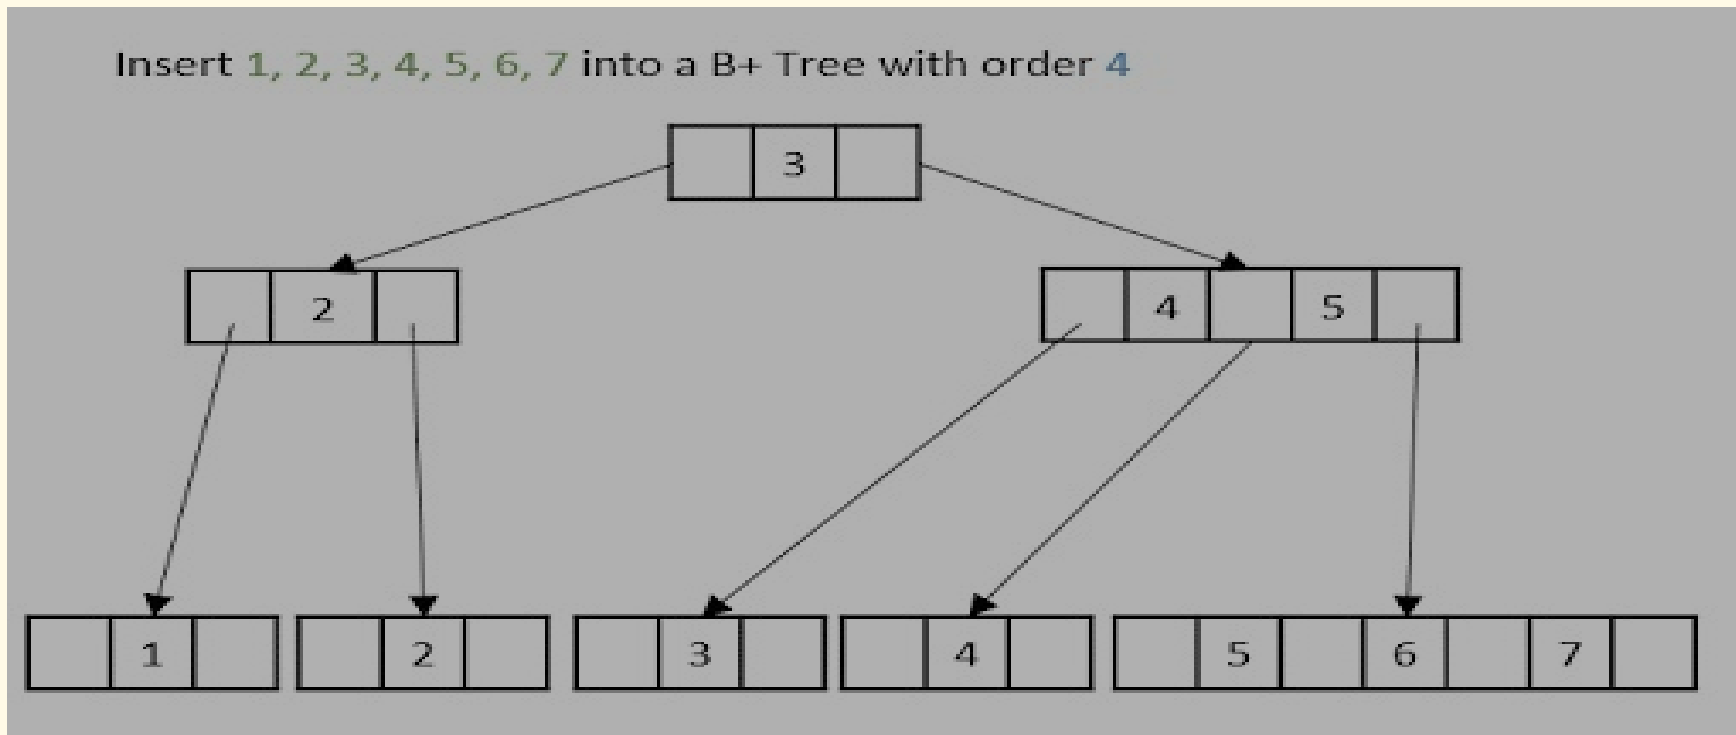 Insert 1, 2, 3, 4, 5, 6, 7 into a B+ Tree with order 4
3
2
4 5
1 2 3 4 5 6 7